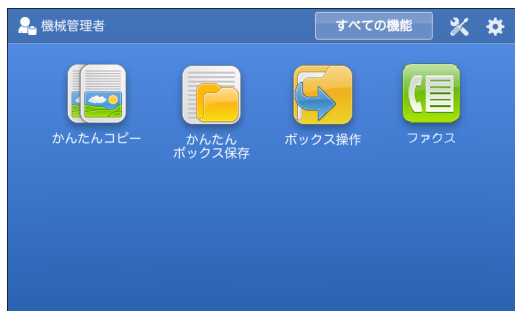 機械管理者
すべての機能
かんたんコピー
かんたん
ボックス保存
ボックス操作
ファクス